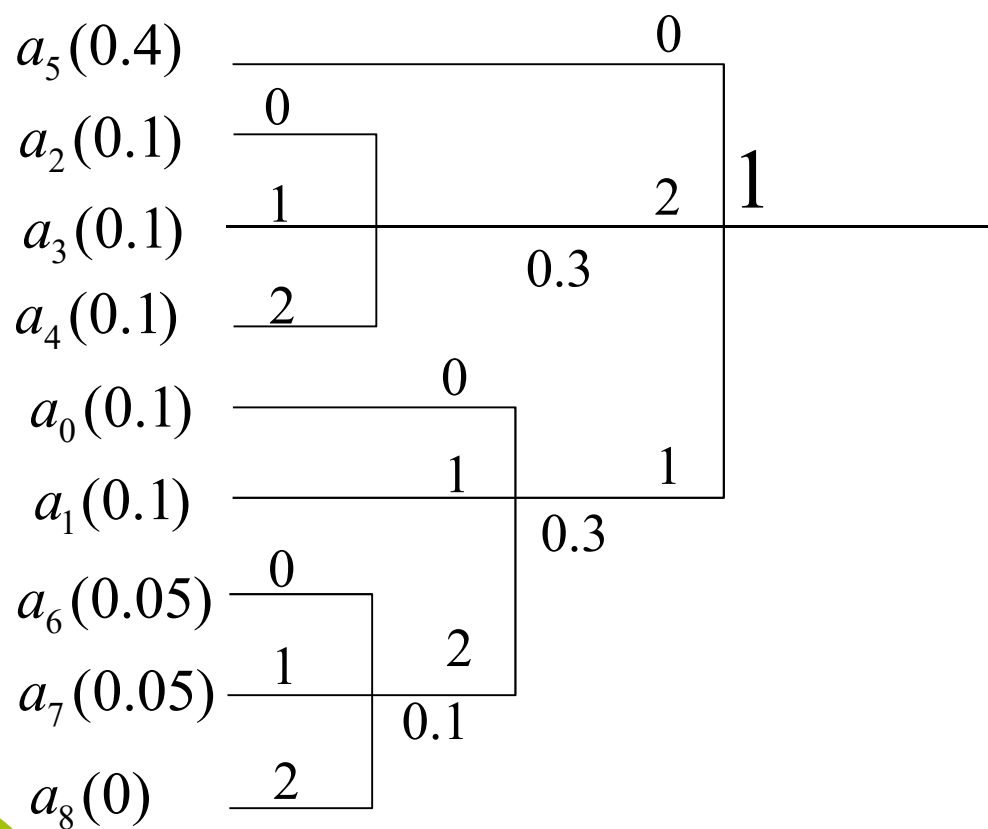 a₅(0.4) 0
0
a₂(0.1)
1 2 1
a₃(0.1)
0.3
a₄(0.1) 2
0
a₀(0.1)
1 1
a₁(0.1)
0.3
0
a₆(0.05)
1 2
a₇(0.05)
0.1
2
a₈(0)